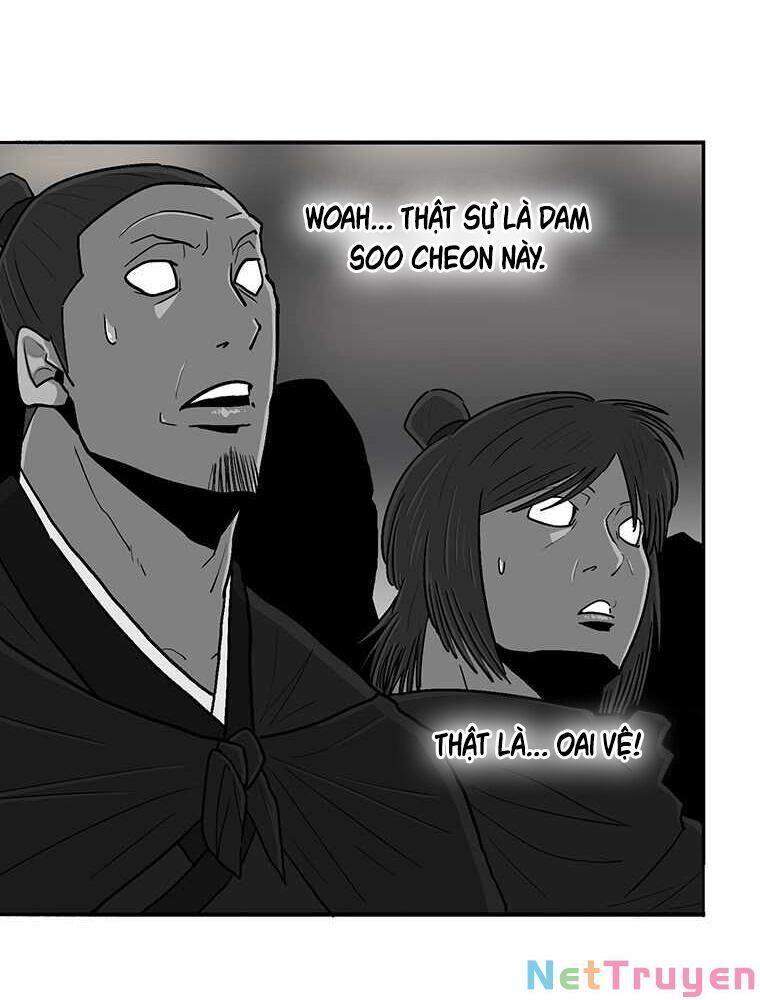 WOAH... THẬT SỰ LÀ DAM
SOO CHEON NÀY.
THẬT LÀ... OAI VỆ!
NetTruyen